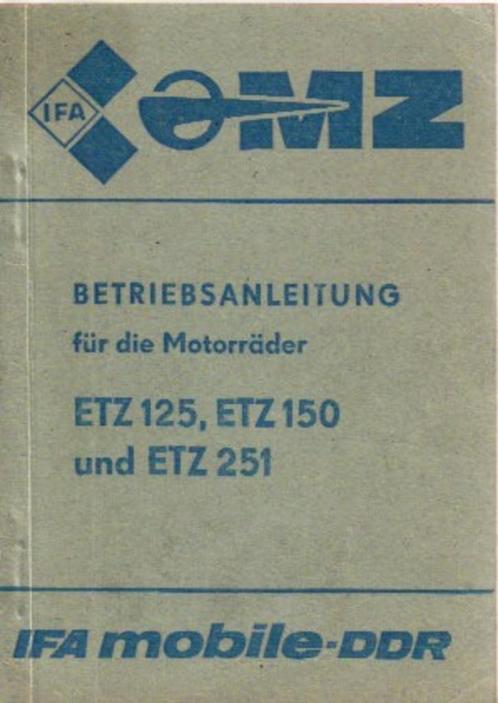 IFA MZ
BETRIEBSANLEITUNG
für die Motorräder
ETZ 125, ETZ 150
und ETZ 251
IFA mobile-DDR